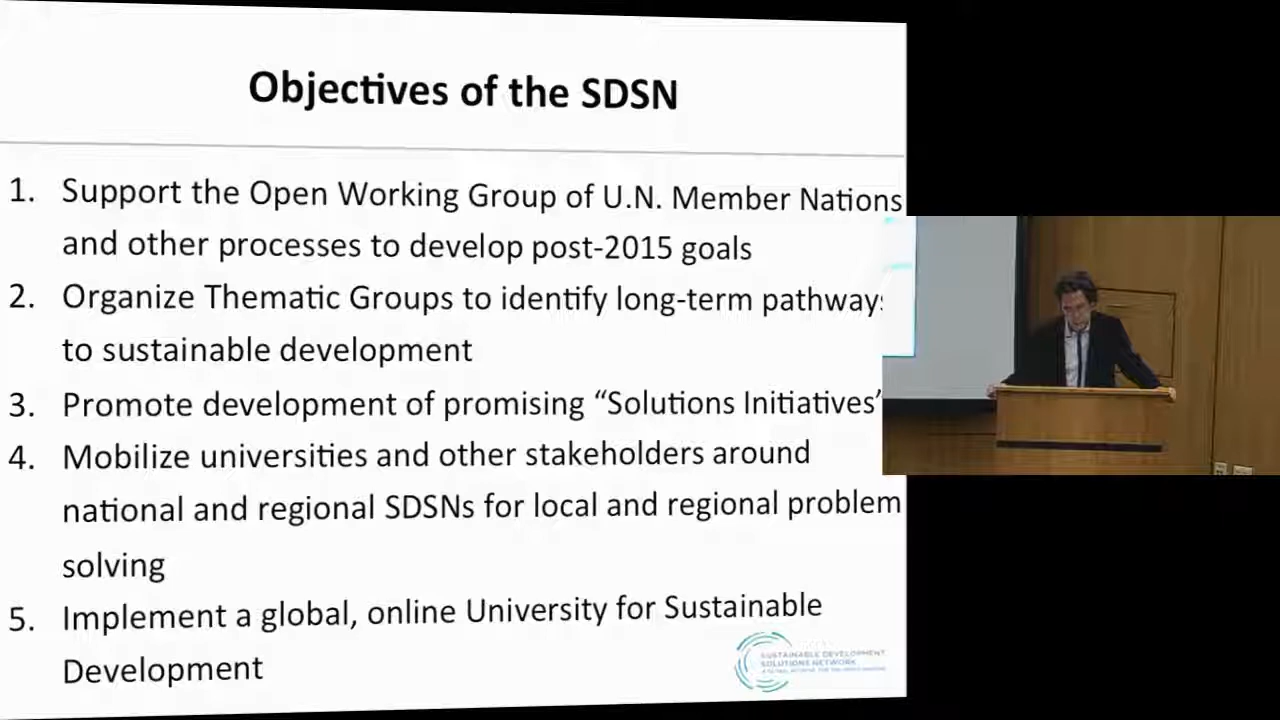 Objectives of the SDSN
1. Support the Open Working Group of U.N. Member Nations
and other processes to develop post-2015 goals
2. Organize Thematic Groups to identify long-term pathways
to sustainable development
3. Promote development of promising “Solutions Initiatives”
4. Mobilize universities and other stakeholders around
national and regional SDSNs for local and regional problem
solving
5. Implement a global, online University for Sustainable
Development
SUSTAINABLE DEVELOPMENT
SOLUTIONS NETWORK